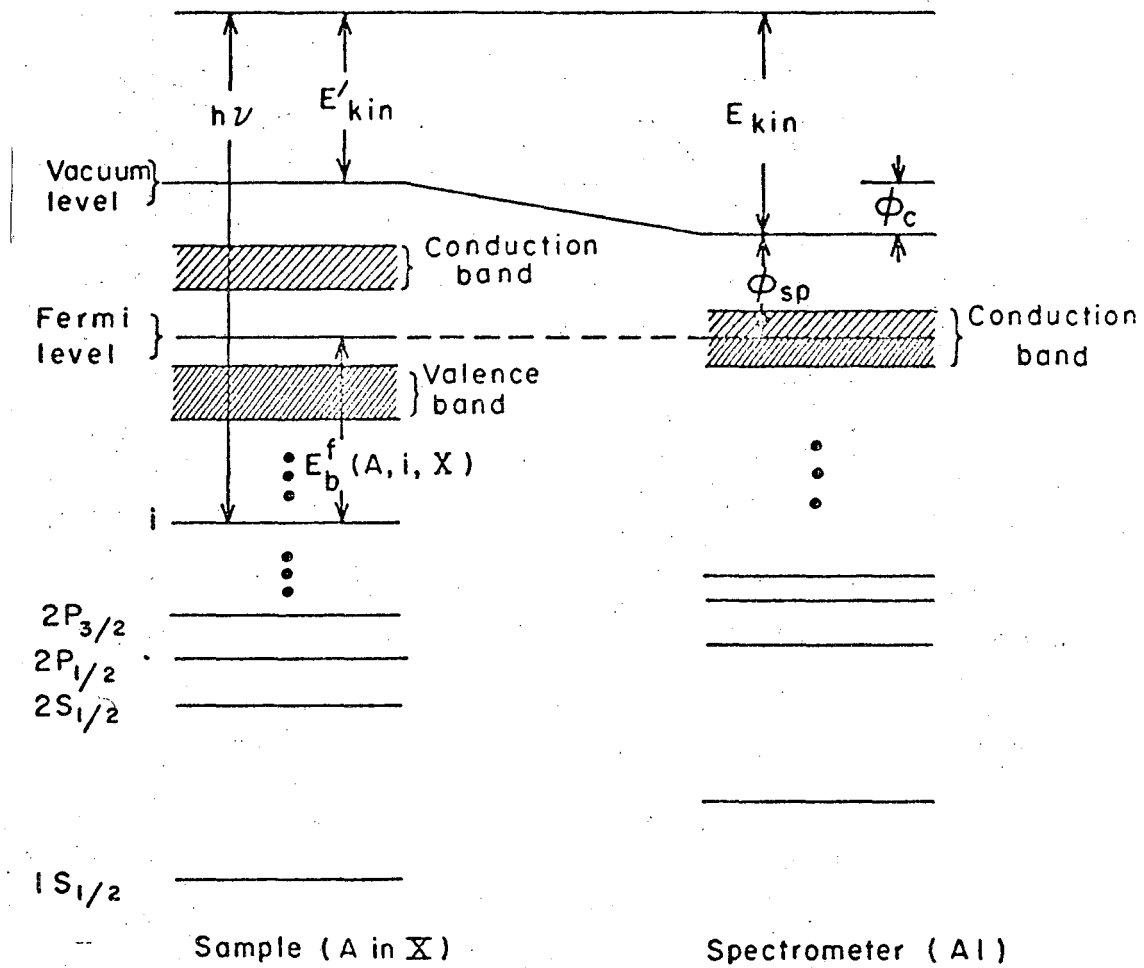 hν
E′kin
Ekin
Vacuum
level
ϕc
Conduction
band
ϕsp
Fermi
level
Conduction
band
Valence
band
E_b^f (A, i, X)
i
2P3/2
2P1/2
2S1/2
1S1/2
Sample (A in X)
Spectrometer (Al)